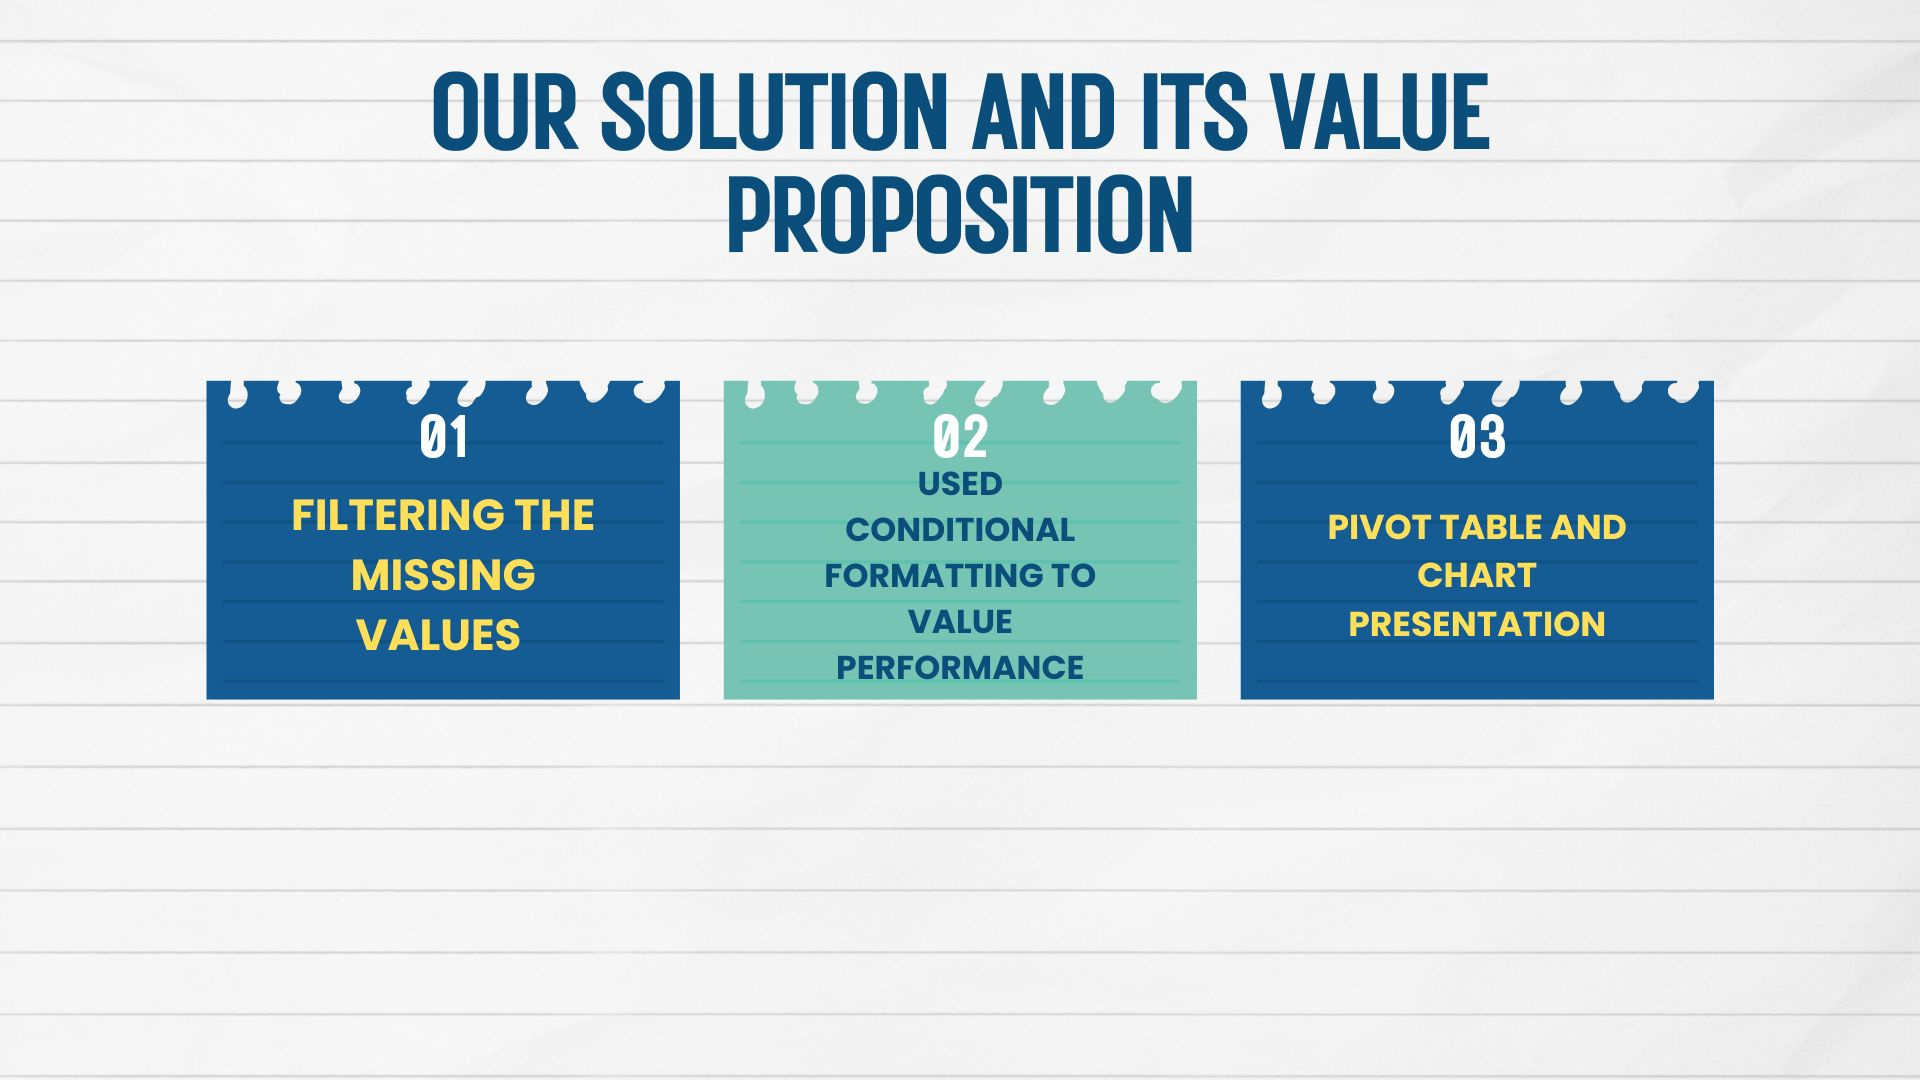 OUR SOLUTION AND ITS VALUE
PROPOSITION
01
FILTERING THE
MISSING
VALUES
02
USED
CONDITIONAL
FORMATTING TO
VALUE
PERFORMANCE
03
PIVOT TABLE AND
CHART
PRESENTATION